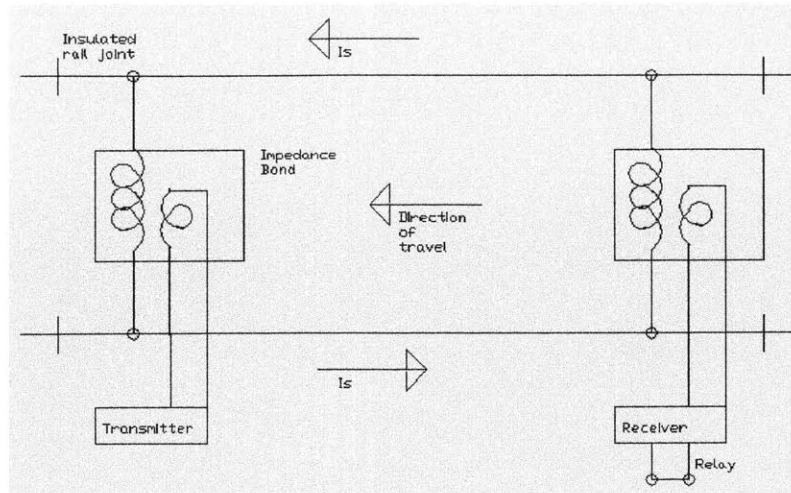 Insulated
rail joint
Is
Impedance
Bond
Direction
of
travel
Is
Transmitter
Receiver
Relay